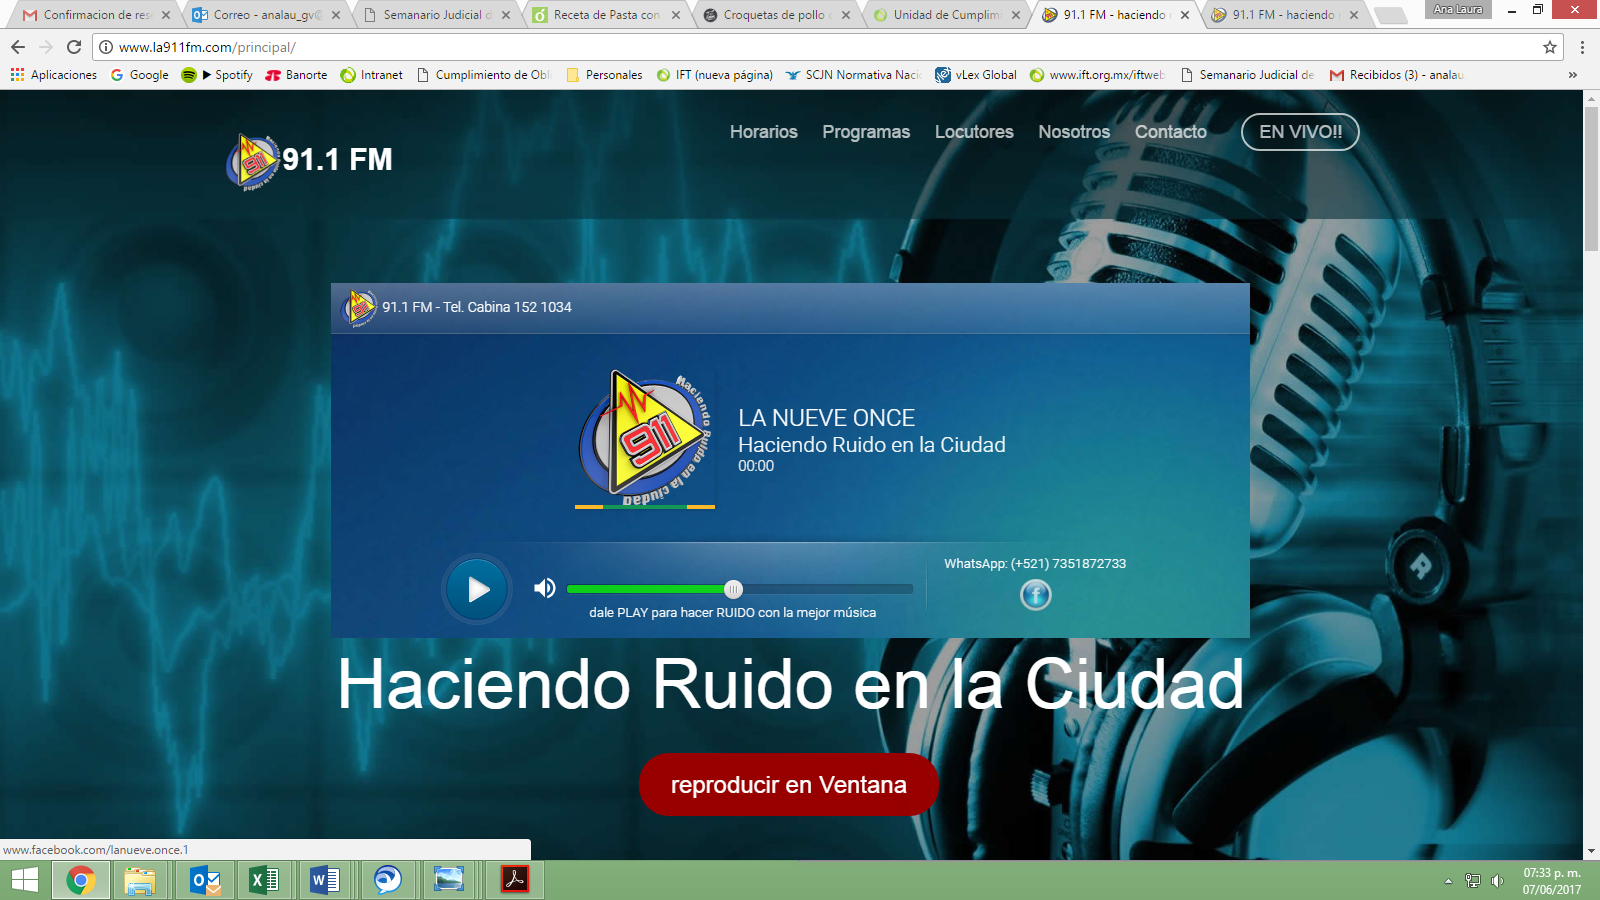 Confirmacion de res
Correo - analau_gv@
Semanario Judicial d
Receta de Pasta con
Croquetas de pollo
Unidad de Cumplim
91.1 FM - haciendo
91.1 FM - haciendo
Ana Laura
www.la911fm.com/principal/
Aplicaciones
Google
Spotify
Banorte
Intranet
Cumplimiento de Obl
Personales
IFT (nueva página)
SCJN Normativa Naci
vLex Global
www.ift.org.mx/iftweb
Semanario Judicial de
Recibidos (3) - analau
»
91.1 FM
Horarios
Programas
Locutores
Nosotros
Contacto
EN VIVO!!
91.1 FM - Tel. Cabina 152 1034
911
Haciendo Ruido en la ciudad
LA NUEVE ONCE
Haciendo Ruido en la Ciudad
00:00
WhatsApp: (+521) 7351872733
dale PLAY para hacer RUIDO con la mejor música
Haciendo Ruido en la Ciudad
reproducir en Ventana
www.facebook.com/lanueve.once.1
07:33 p. m.
07/06/2017